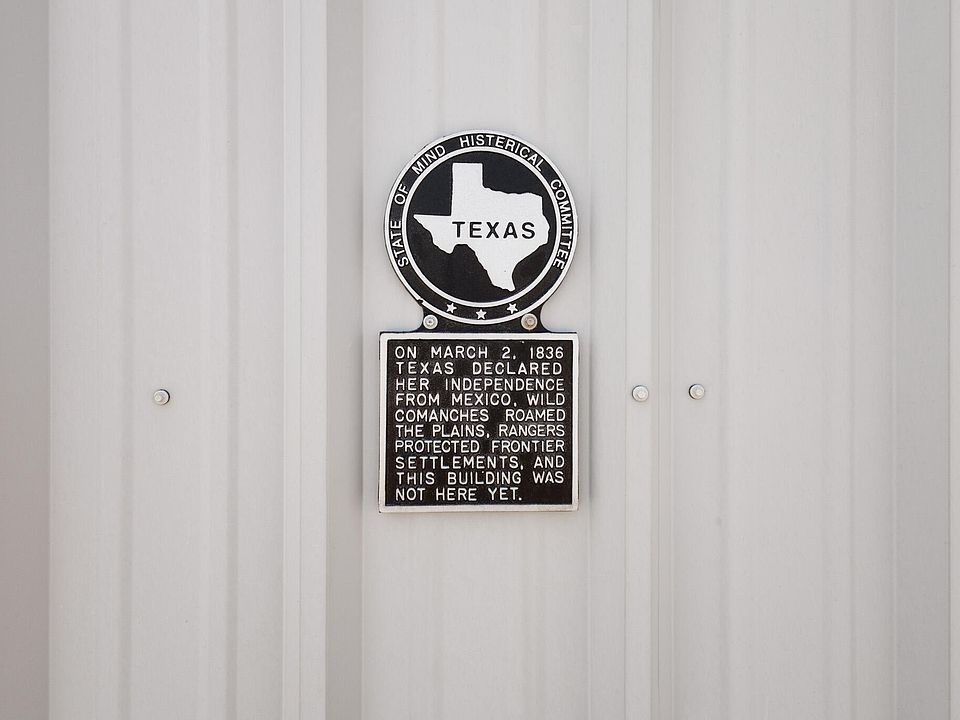 STATE OF MIND HISTERICAL COMMITTEE
TEXAS
ON MARCH 2, 1836
TEXAS DECLARED
HER INDEPENDENCE
FROM MEXICO, WILD
COMANCHES ROAMED
THE PLAINS, RANGERS
PROTECTED FRONTIER
SETTLEMENTS, AND
THIS BUILDING WAS
NOT HERE YET.